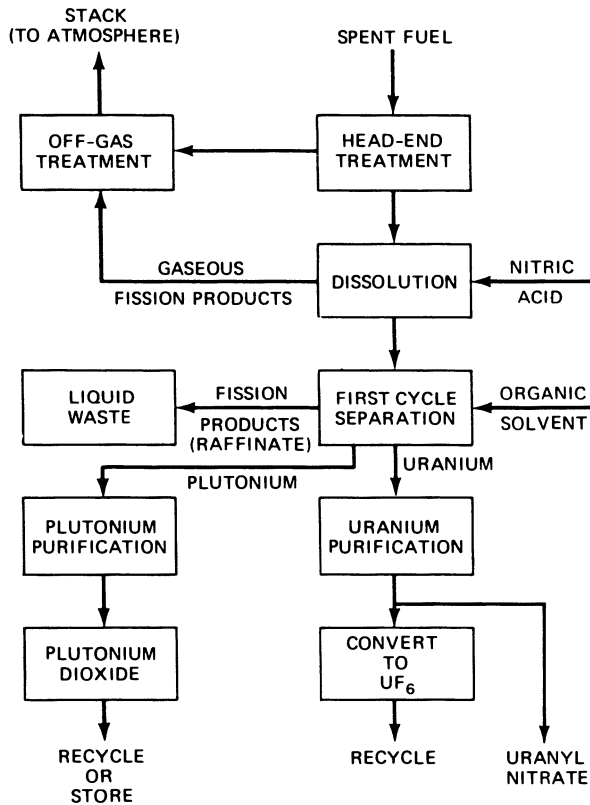 STACK
(TO ATMOSPHERE)
SPENT FUEL
OFF-GAS
TREATMENT
HEAD-END
TREATMENT
GASEOUS
FISSION PRODUCTS
DISSOLUTION
NITRIC
ACID
LIQUID
WASTE
FISSION
PRODUCTS
(RAFFINATE)
FIRST CYCLE
SEPARATION
ORGANIC
SOLVENT
PLUTONIUM
URANIUM
PLUTONIUM
PURIFICATION
URANIUM
PURIFICATION
PLUTONIUM
DIOXIDE
CONVERT
TO
UF₆
RECYCLE
OR
STORE
RECYCLE
URANYL
NITRATE